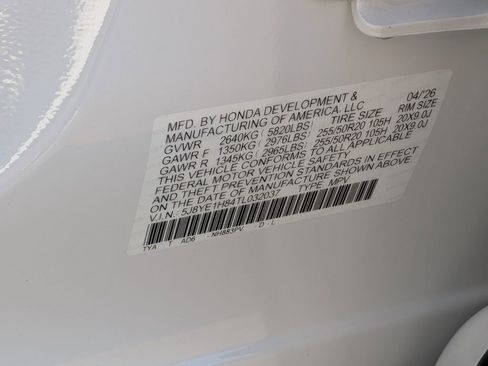 MFD. BY HONDA DEVELOPMENT & 04/26
MANUFACTURING OF AMERICA, LLC
TIRE SIZE RIM SIZE
GVWR 2640KG( 5820LBS)
GAWR F 1350KG( 2976LBS) 255/50R20 105H 20X9.0J
GAWR R 1345KG( 2965LBS) 255/50R20 105H 20X9.0J
THIS VEHICLE CONFORMS TO ALL APPLICABLE
FEDERAL MOTOR VEHICLE SAFETY
AND THEFT PREVENTION STANDARDS IN EFFECT
ON THE DATE OF MANUFACTURE SHOWN ABOVE.
V.I.N. 5J8YE1H84TL032037 TYPE MPV
TYA T AD6 NH883PV -D-L